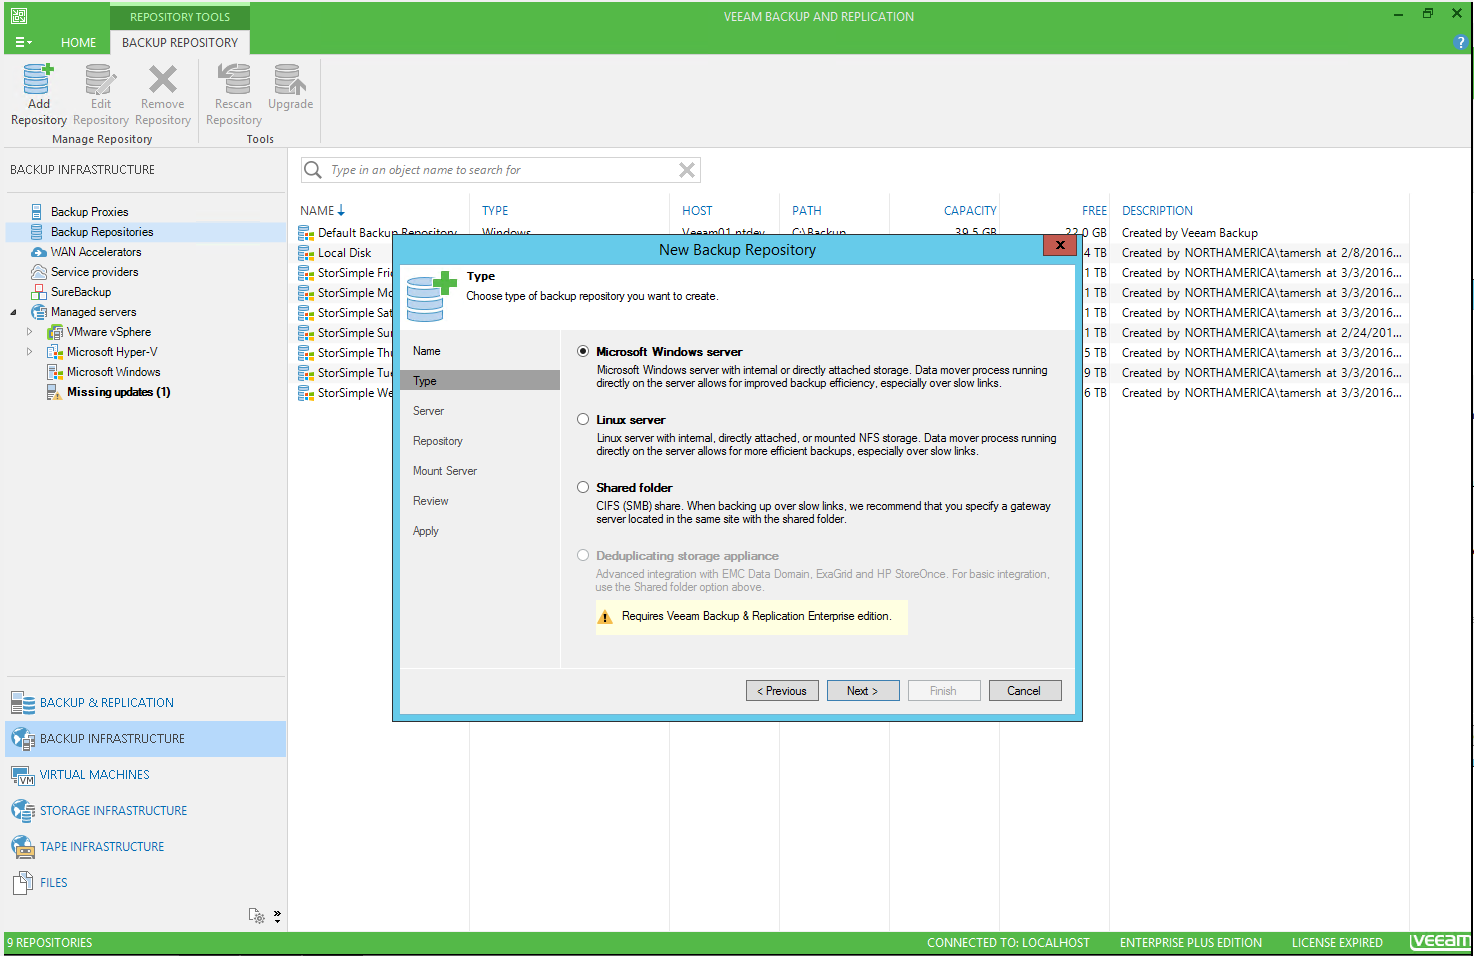 REPOSITORY TOOLS
VEEAM BACKUP AND REPLICATION
HOME
BACKUP REPOSITORY
Add Repository
Edit Repository
Remove Repository
Rescan Repository
Upgrade
Manage Repository
Tools
BACKUP INFRASTRUCTURE
Type in an object name to search for
Backup Proxies
Backup Repositories
WAN Accelerators
Service providers
SureBackup
Managed servers
VMware vSphere
Microsoft Hyper-V
Microsoft Windows
Missing updates (1)
NAME TYPE HOST PATH CAPACITY FREE DESCRIPTION
Default Backup Repository Windows Veeam01.ntdev C:\Backup 39.5 GB 22.0 GB Created by Veeam Backup
Local Disk 4 TB Created by NORTHAMERICA\tamersh at 2/8/2016...
StorSimple Fri 1 TB Created by NORTHAMERICA\tamersh at 3/3/2016...
StorSimple Mo 1 TB Created by NORTHAMERICA\tamersh at 3/3/2016...
StorSimple Sat 1 TB Created by NORTHAMERICA\tamersh at 3/3/2016...
StorSimple Su 1 TB Created by NORTHAMERICA\tamersh at 2/24/201...
StorSimple Th 5 TB Created by NORTHAMERICA\tamersh at 3/3/2016...
StorSimple Tu 9 TB Created by NORTHAMERICA\tamersh at 3/3/2016...
StorSimple We 6 TB Created by NORTHAMERICA\tamersh at 3/3/2016...
New Backup Repository
Type
Choose type of backup repository you want to create.
Name
Type
Server
Repository
Mount Server
Review
Apply
Microsoft Windows server
Microsoft Windows server with internal or directly attached storage. Data mover process running
directly on the server allows for improved backup efficiency, especially over slow links.
Linux server
Linux server with internal, directly attached, or mounted NFS storage. Data mover process running
directly on the server allows for more efficient backups, especially over slow links.
Shared folder
CIFS (SMB) share. When backing up over slow links, we recommend that you specify a gateway
server located in the same site with the shared folder.
Deduplicating storage appliance
Advanced integration with EMC Data Domain, ExaGrid and HP StoreOnce. For basic integration,
use the Shared folder option above.
Requires Veeam Backup & Replication Enterprise edition.
< Previous
Next >
Finish
Cancel
BACKUP & REPLICATION
BACKUP INFRASTRUCTURE
VIRTUAL MACHINES
STORAGE INFRASTRUCTURE
TAPE INFRASTRUCTURE
FILES
9 REPOSITORIES
CONNECTED TO: LOCALHOST
ENTERPRISE PLUS EDITION
LICENSE EXPIRED
veeam